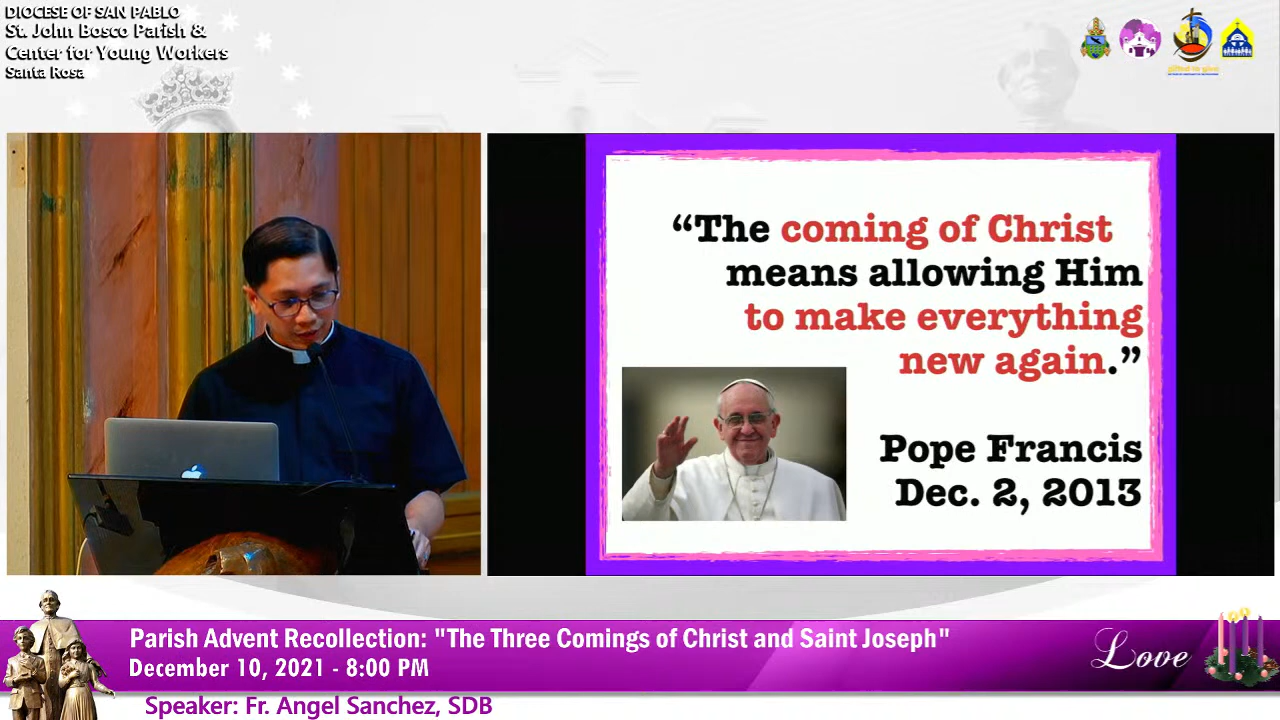 DIOCESE OF SAN PABLO
St. John Bosco Parish &
Center for Young Workers
Santa Rosa
“The coming of Christ
means allowing Him
to make everything
new again.”
Pope Francis
Dec. 2, 2013
Parish Advent Recollection: "The Three Comings of Christ and Saint Joseph"
December 10, 2021 - 8:00 PM
Love
Speaker: Fr. Angel Sanchez, SDB